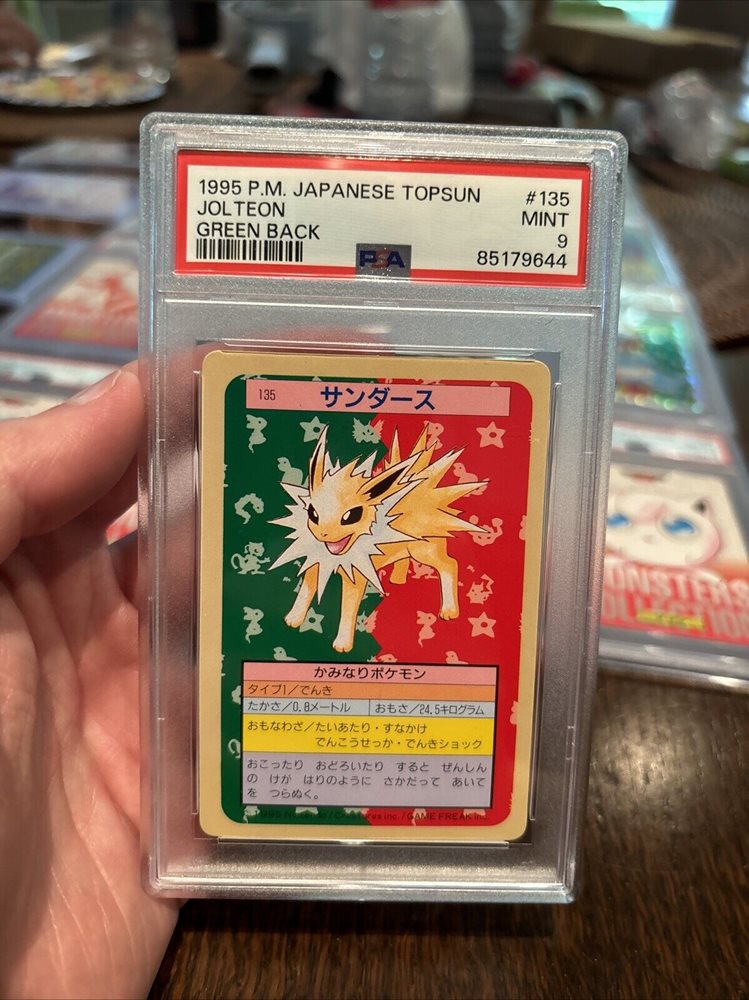 1995 P.M. JAPANESE TOPSUN #135
JOLTEON MINT
GREEN BACK 9
PSA 85179644
135 サンダース
かみなりポケモン
タイプ1/でんき
たかさ/0.8メートル おもさ/24.5キログラム
おもなわざ/たいあたり・すなかけ
でんこうせっか・でんきショック
おこったり おどろいたり すると ぜんしん
の けが はりのように さかだって あいて
を つらぬく。
1995 Nintendo/Creatures inc./GAME FREAK inc.
MONSTERS
COLLECTION